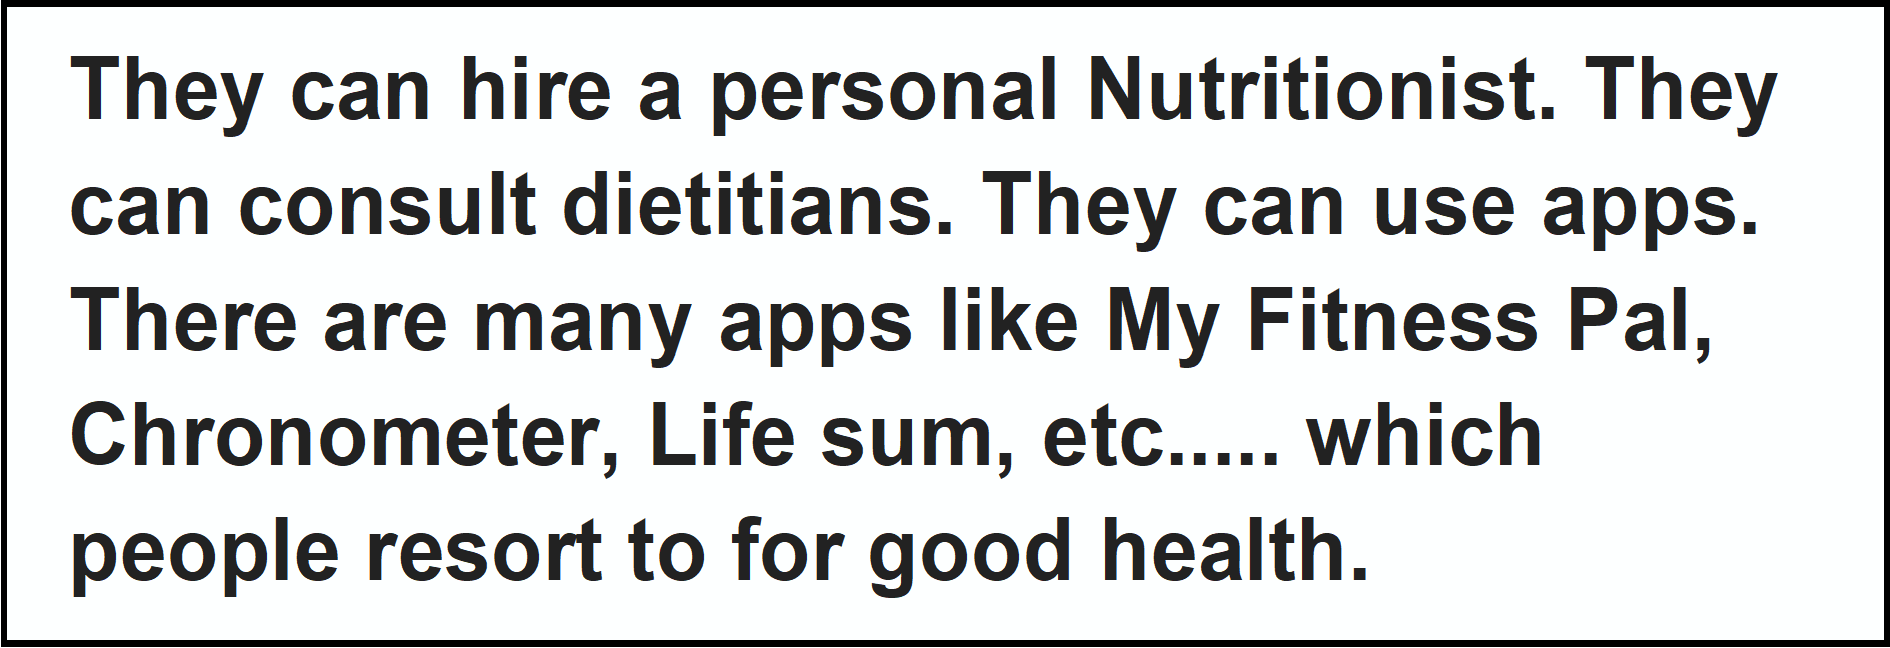 They can hire a personal Nutritionist. They
can consult dietitians. They can use apps.
There are many apps like My Fitness Pal,
Chronometer, Life sum, etc..... which
people resort to for good health.